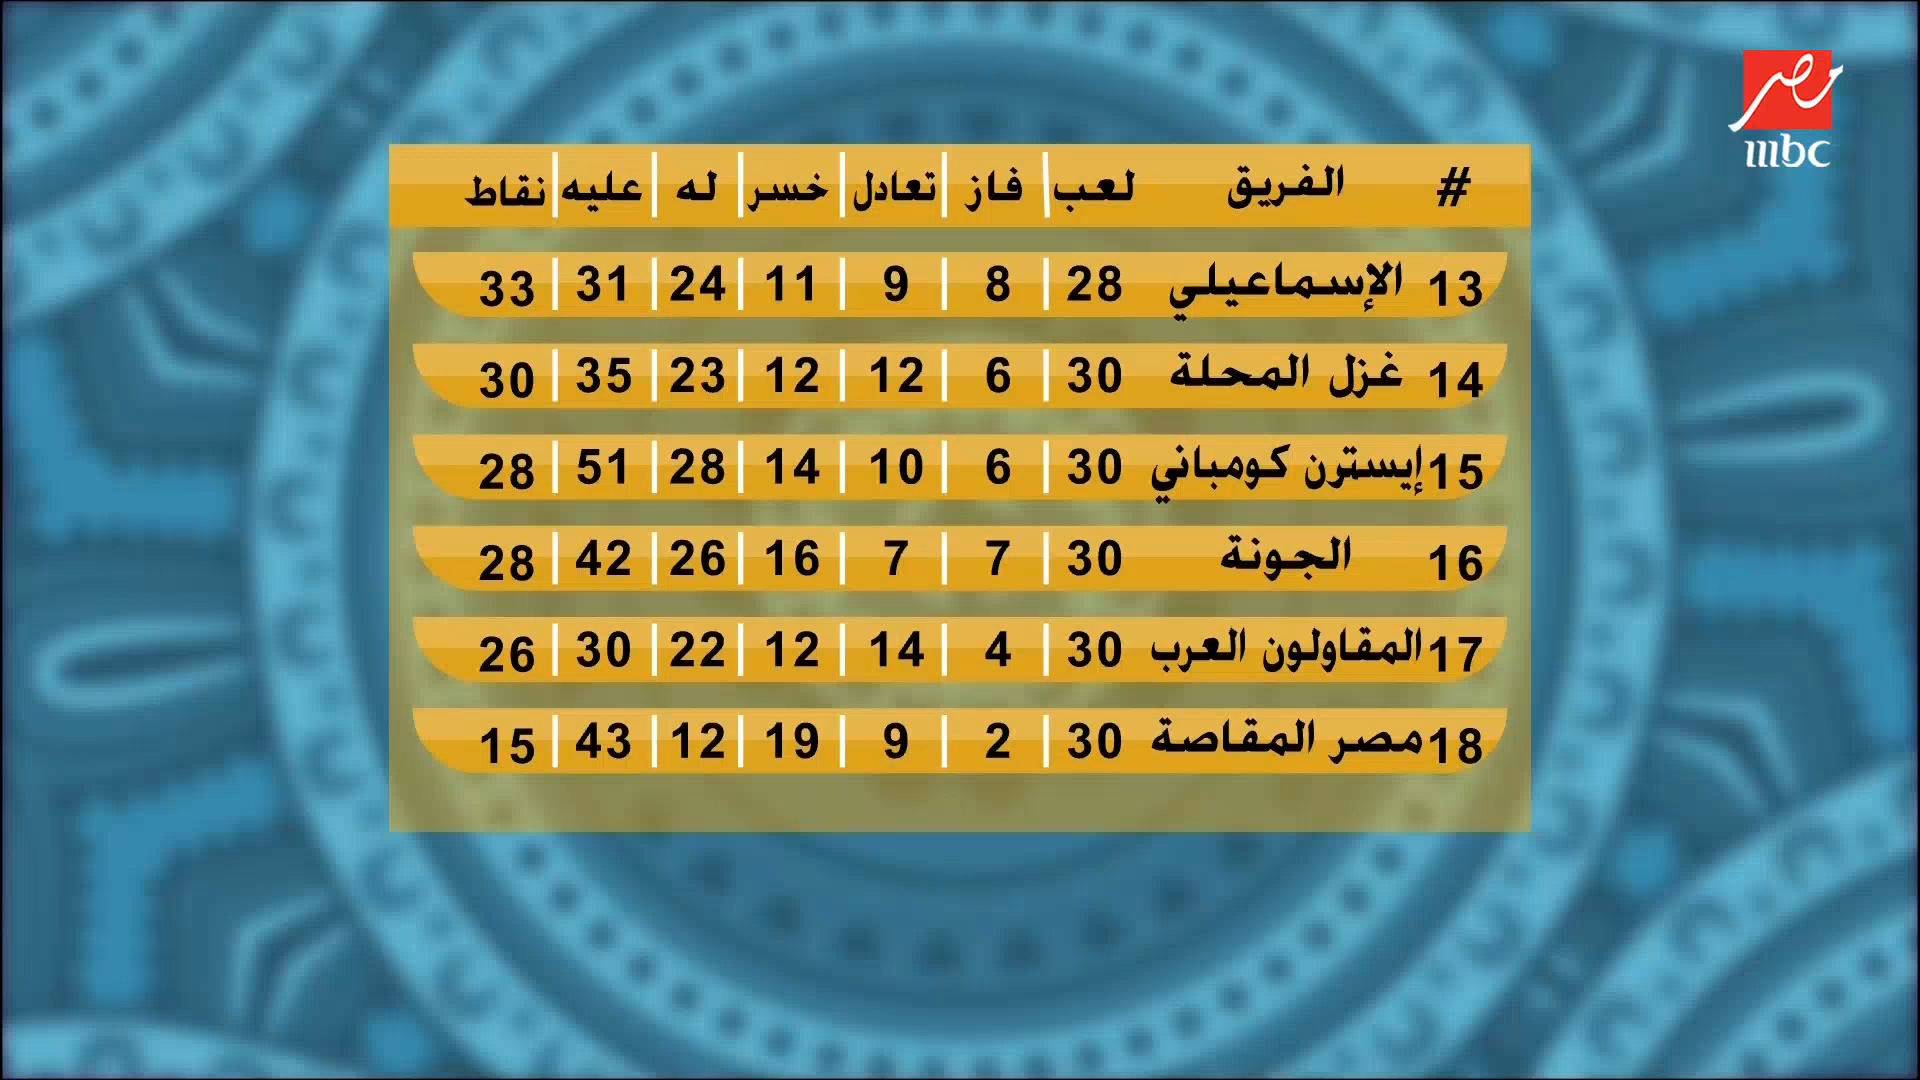 مصر
mbc
# الفريق لعب فاز تعادل خسر له عليه نقاط
13 الإسماعيلي 28 8 9 11 24 31 33
14 غزل المحلة 30 6 12 12 23 35 30
15 إيسترن كومباني 30 6 10 14 28 51 28
16 الجونة 30 7 7 16 26 42 28
17 المقاولون العرب 30 4 14 12 22 30 26
18 مصر المقاصة 30 2 9 19 12 43 15